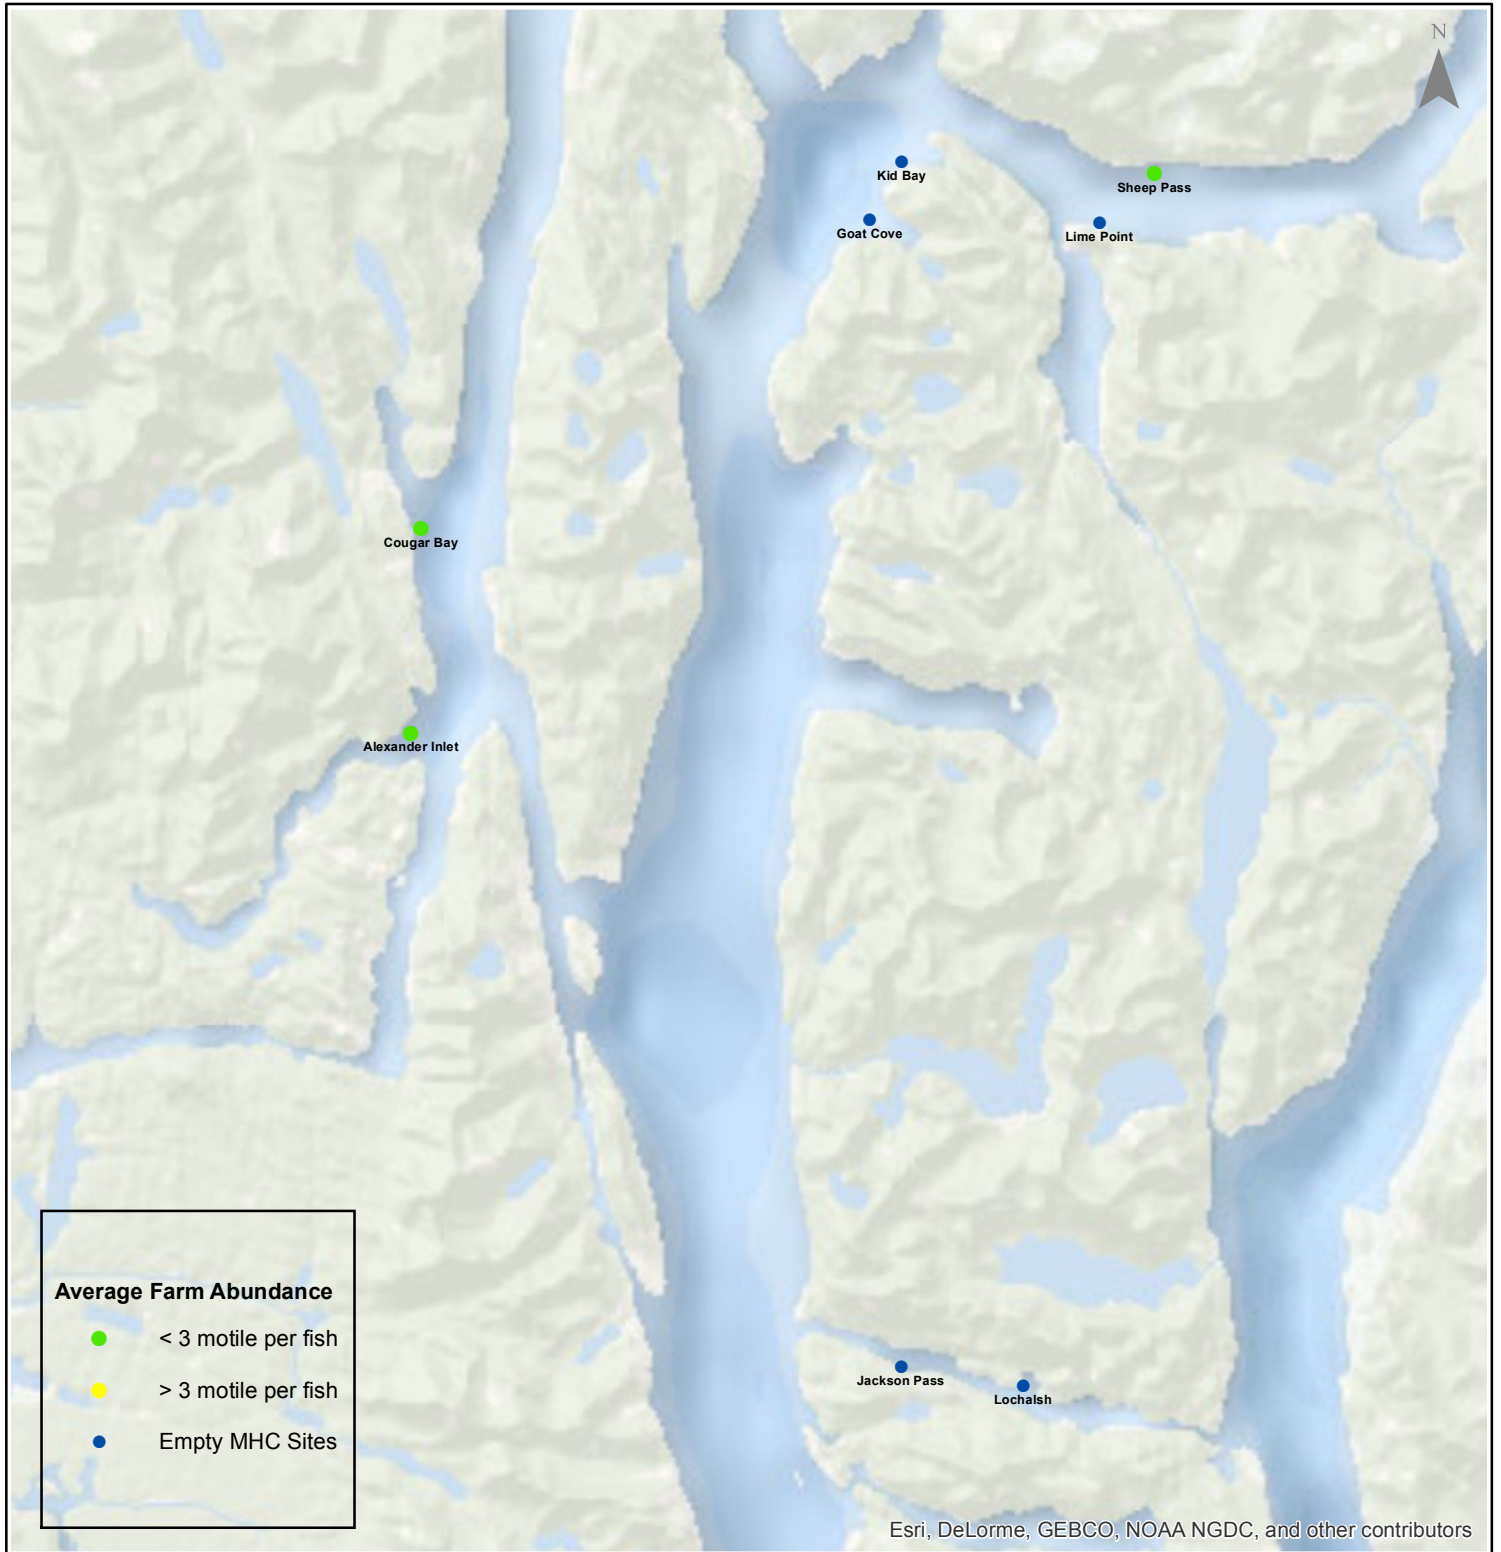 N
Kid Bay
Sheep Pass
Goat Cove
Lime Point
Cougar Bay
Alexander Inlet
Average Farm Abundance
< 3 motile per fish
> 3 motile per fish
Empty MHC Sites
Jackson Pass
Lochalsh
Esri, DeLorme, GEBCO, NOAA NGDC, and other contributors